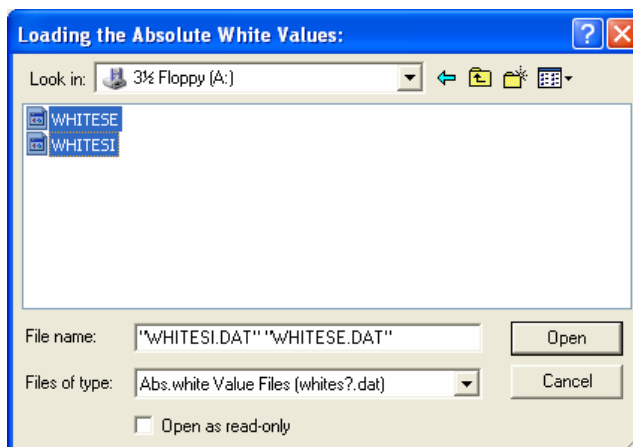 Loading the Absolute White Values:
Look in: 3½ Floppy (A:)
WHITESE
WHITESI
File name: "WHITESI.DAT" "WHITESE.DAT" Open
Files of type: Abs.white Value Files (whites?.dat) Cancel
Open as read-only